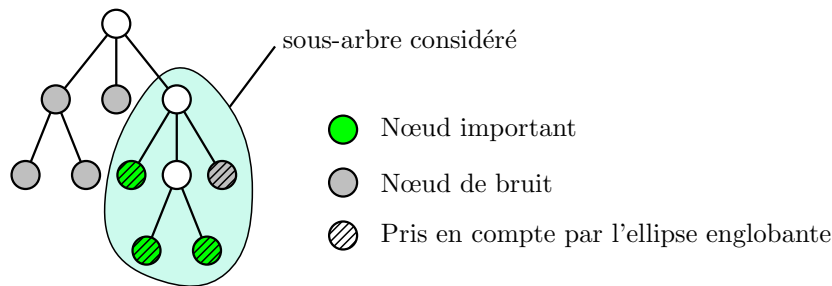 sous-arbre considéré
Nœud important
Nœud de bruit
Pris en compte par l'ellipse englobante